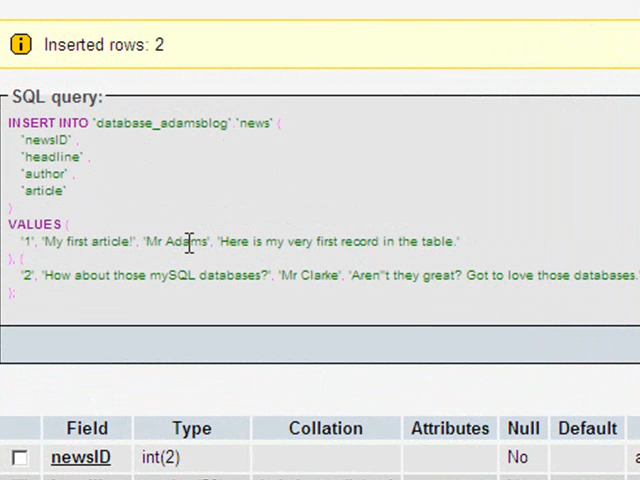 Inserted rows: 2
SQL query:
INSERT INTO `database_adamsblog`.`news` (
`newsID` ,
`headline` ,
`author` ,
`article`
)
VALUES (
'1', 'My first article!', 'Mr Adams', 'Here is my very first record in the table.'
), (
'2', 'How about those mySQL databases?', 'Mr Clarke', 'Aren''t they great? Got to love those databases.'
);
Field Type Collation Attributes Null Default
newsID int(2) No a